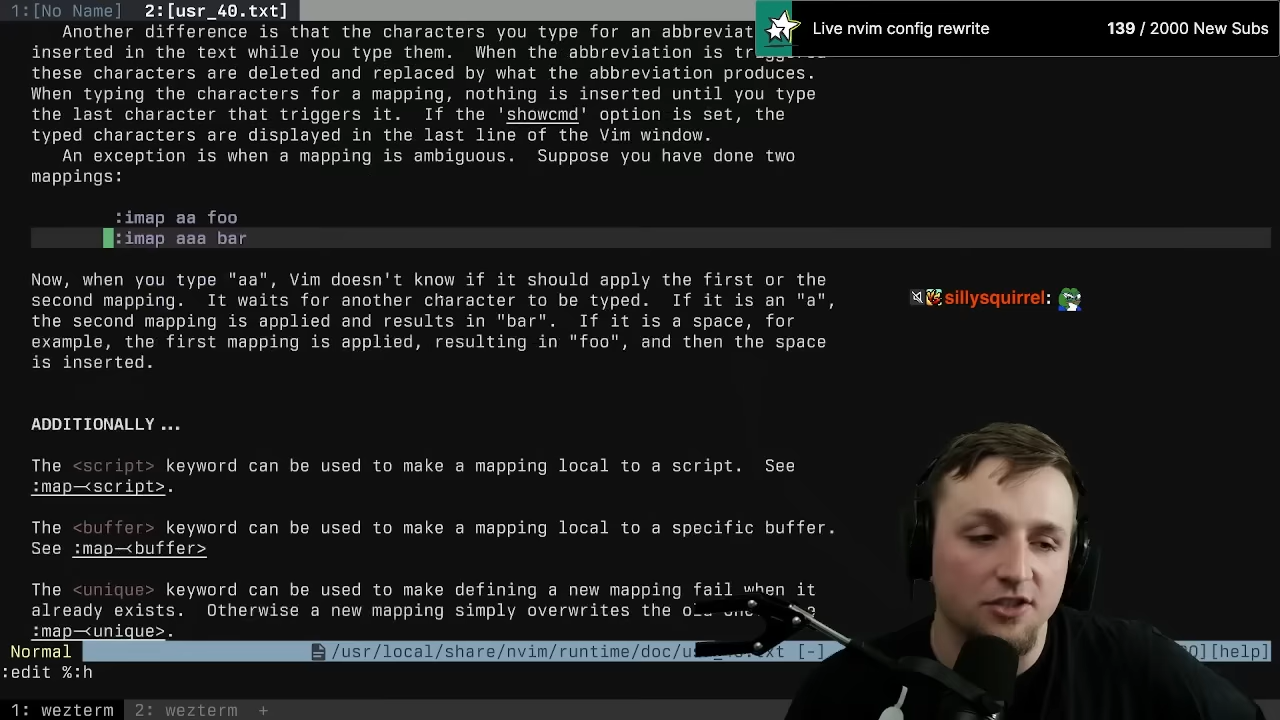 1:[No Name]  2:[usr_40.txt]
Live nvim config rewrite 139 / 2000 New Subs
Another difference is that the characters you type for an abbreviat
inserted in the text while you type them.  When the abbreviation is
these characters are deleted and replaced by what the abbreviation produces.
When typing the characters for a mapping, nothing is inserted until you type
the last character that triggers it.  If the 'showcmd' option is set, the
typed characters are displayed in the last line of the Vim window.
An exception is when a mapping is ambiguous.  Suppose you have done two
mappings:
:imap aa foo
:imap aaa bar
Now, when you type "aa", Vim doesn't know if it should apply the first or the
second mapping.  It waits for another character to be typed.  If it is an "a",
the second mapping is applied and results in "bar".  If it is a space, for
example, the first mapping is applied, resulting in "foo", and then the space
is inserted.
sillysquirrel:
ADDITIONALLY...
The <script> keyword can be used to make a mapping local to a script.  See
:map-<script>.
The <buffer> keyword can be used to make a mapping local to a specific buffer.
See :map-<buffer>
The <unique> keyword can be used to make defining a new mapping fail when it
already exists.  Otherwise a new mapping simply overwrites the
:map-<unique>.
Normal /usr/local/share/nvim/runtime/doc/us txt [-] [help]
:edit %:h
1: wezterm  2: wezterm  +